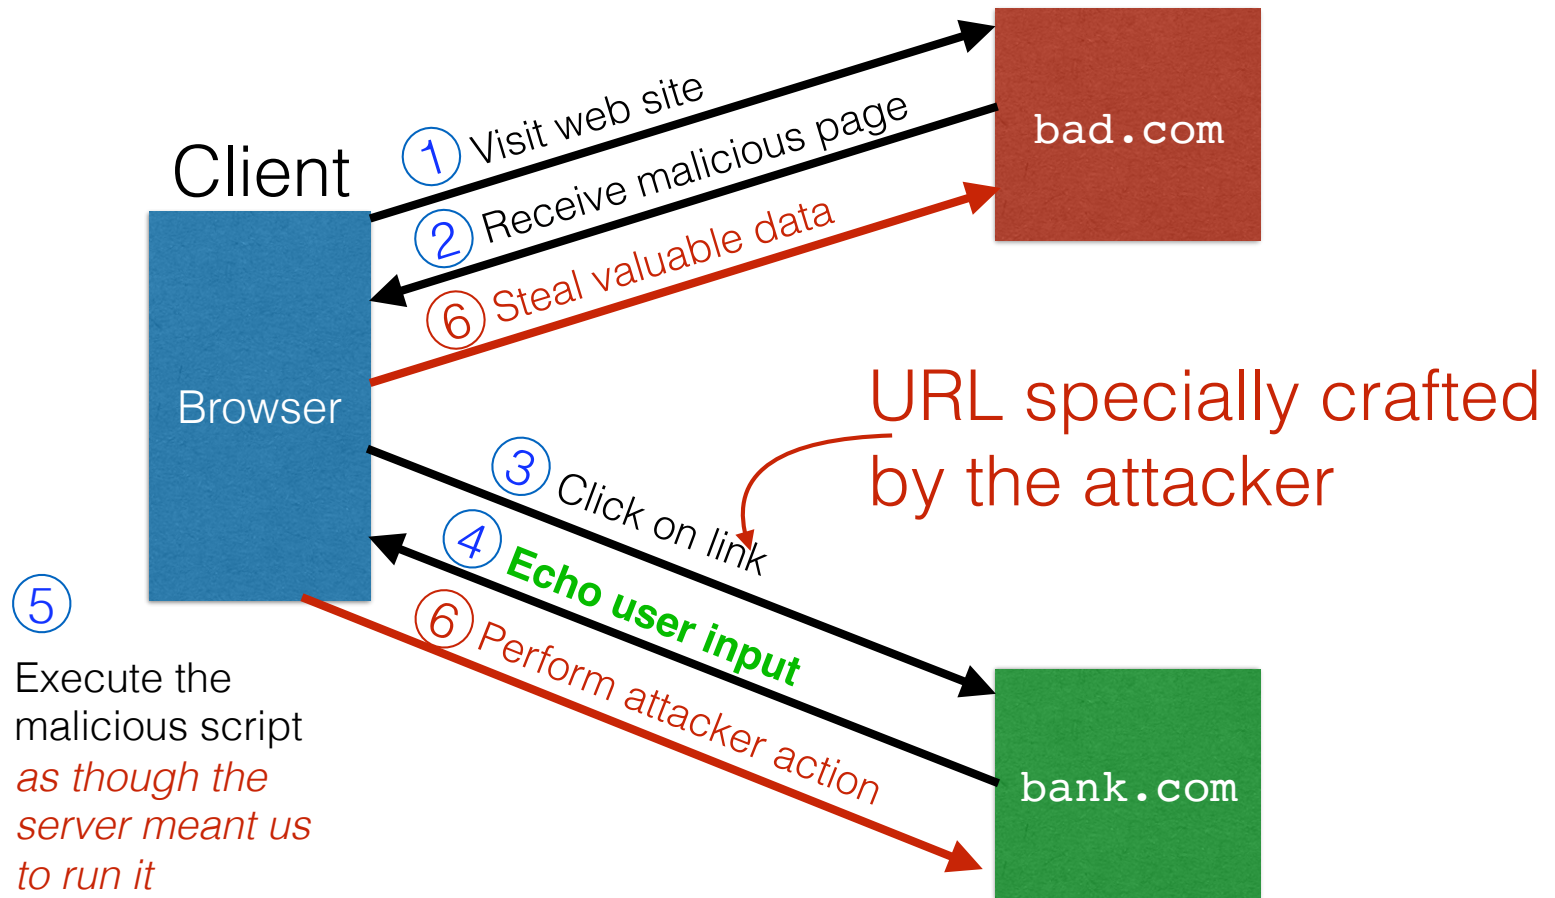 Client
Browser
bad.com
bank.com
1 Visit web site
2 Receive malicious page
6 Steal valuable data
URL specially crafted
by the attacker
3 Click on link
4 Echo user input
6 Perform attacker action
5
Execute the
malicious script
as though the
server meant us
to run it